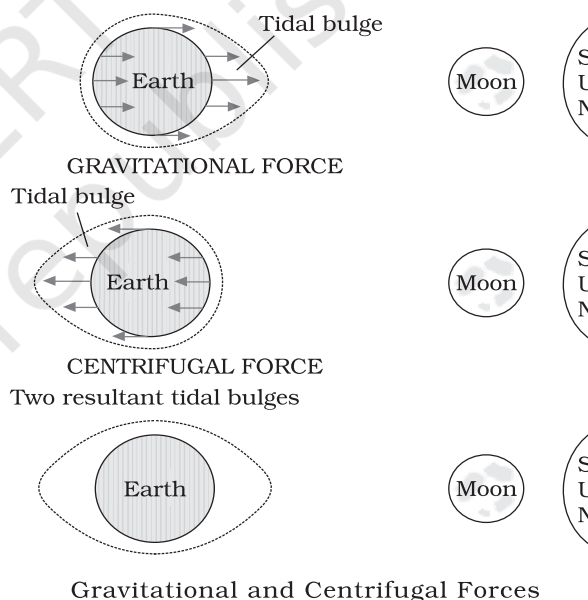 Tidal bulge
Earth
Moon
S
U
N
GRAVITATIONAL FORCE
Tidal bulge
Earth
Moon
S
U
N
CENTRIFUGAL FORCE
Two resultant tidal bulges
Earth
Moon
S
U
N
Gravitational and Centrifugal Forces